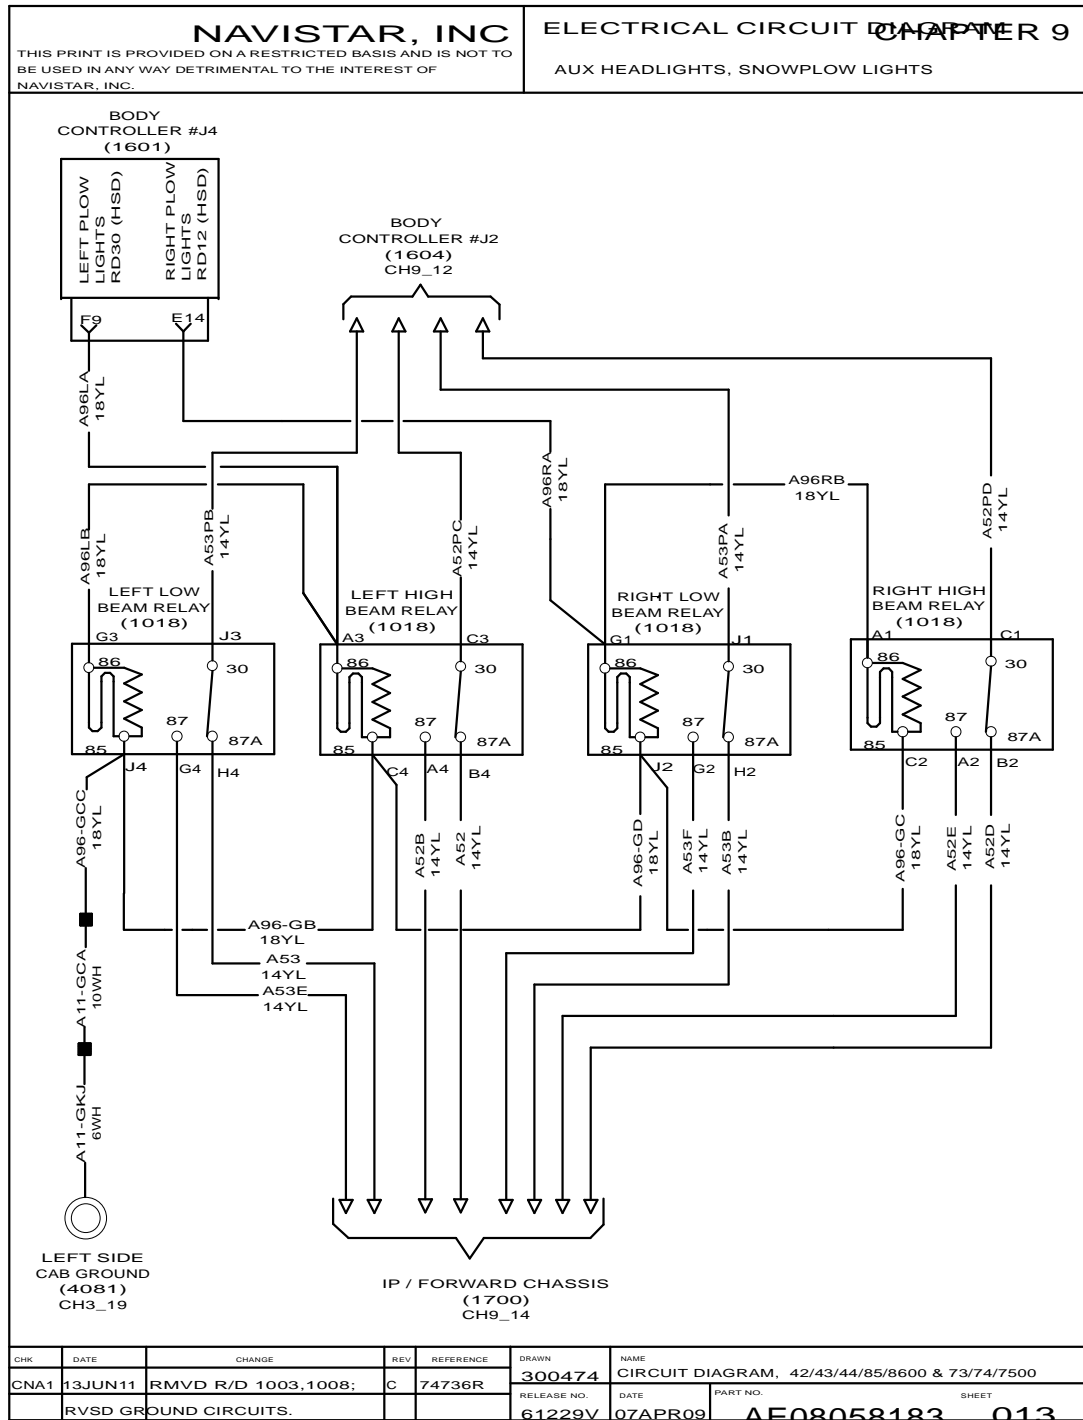 NAVISTAR, INC
THIS PRINT IS PROVIDED ON A RESTRICTED BASIS AND IS NOT TO
BE USED IN ANY WAY DETRIMENTAL TO THE INTEREST OF
NAVISTAR, INC.
ELECTRICAL CIRCUIT DIAGRAM
CHAPTER 9
AUX HEADLIGHTS, SNOWPLOW LIGHTS
BODY
CONTROLLER #J4
(1601)
LEFT PLOW
LIGHTS
RD30 (HSD)
RIGHT PLOW
LIGHTS
RD12 (HSD)
F9
E14
BODY
CONTROLLER #J2
(1604)
CH9_12
A96LA
18YL
A96LB
18YL
A53PB
14YL
A52PC
14YL
A96RA
18YL
A53PA
14YL
A96RB
18YL
A52PD
14YL
LEFT LOW
BEAM RELAY
(1018)
G3
J3
86
30
87
87A
85
J4
G4
H4
LEFT HIGH
BEAM RELAY
(1018)
A3
C3
86
30
87
87A
85
C4
A4
B4
RIGHT LOW
BEAM RELAY
(1018)
G1
J1
86
30
87
87A
85
J2
G2
H2
RIGHT HIGH
BEAM RELAY
(1018)
A1
C1
86
30
87
87A
85
C2
A2
B2
A96-GCC
18YL
A52B
14YL
A52
14YL
A96-GD
18YL
A53F
14YL
A53B
14YL
A96-GC
18YL
A52E
14YL
A52D
14YL
A96-GB
18YL
A53
14YL
A53E
14YL
A11-GCA
10WH
A11-GKJ
6WH
LEFT SIDE
CAB GROUND
(4081)
CH3_19
IP / FORWARD CHASSIS
(1700)
CH9_14
CHK DATE CHANGE REV REFERENCE
CNA1 13JUN11 RMVD R/D 1003,1008; C 74736R
RVSD GROUND CIRCUITS.
DRAWN
300474
NAME
CIRCUIT DIAGRAM, 42/43/44/85/8600 & 73/74/7500
RELEASE NO.
61229V
DATE
07APR09
PART NO.
AE08058183
SHEET
013